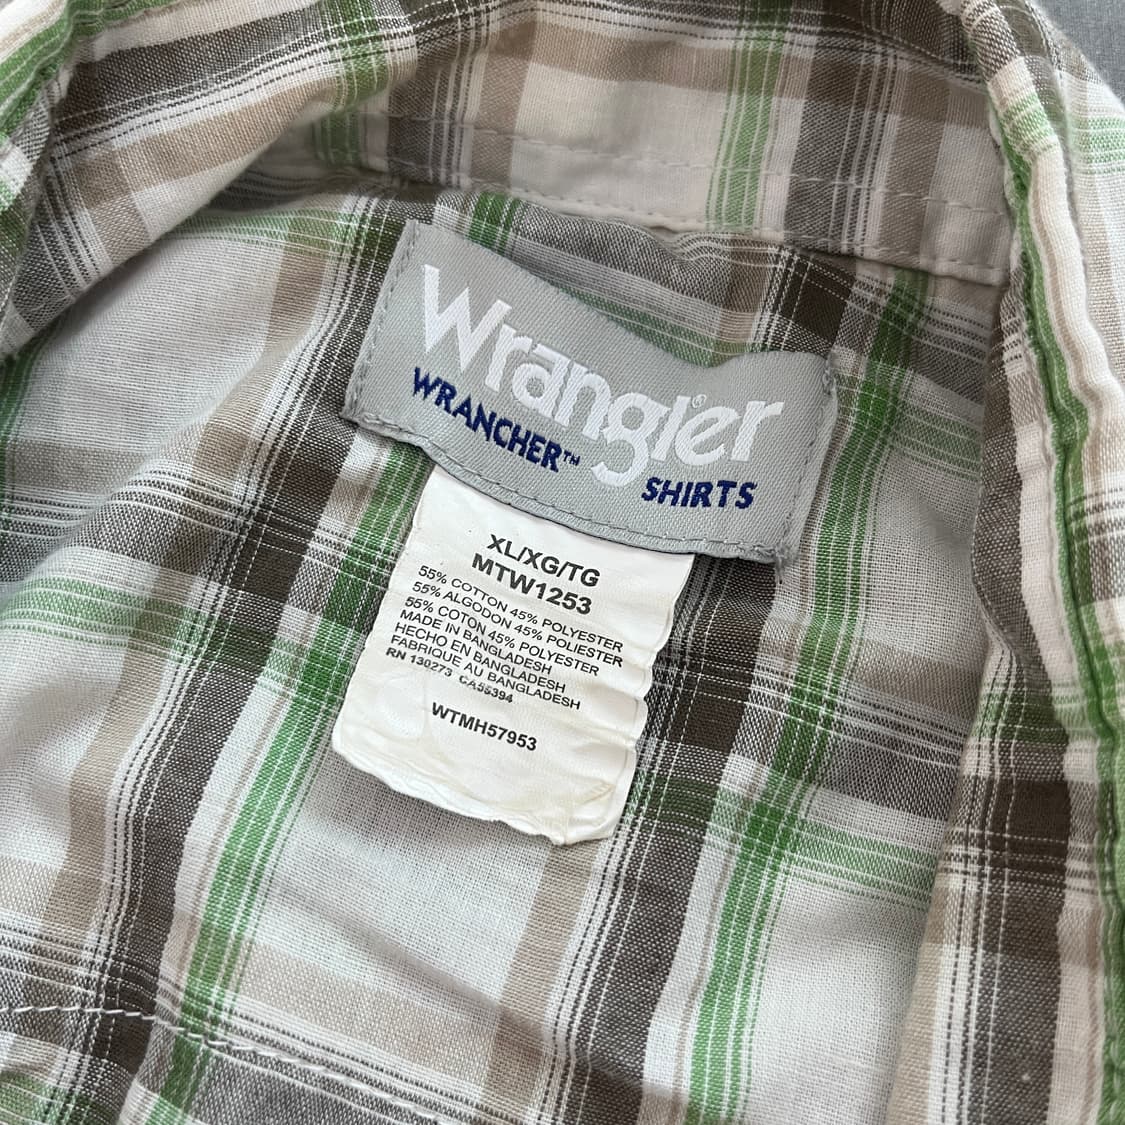 Wrangler®
WRANCHER™
SHIRTS
XL/XG/TG
MTW1253
55% COTTON 45% POLYESTER
55% ALGODON 45% POLIESTER
55% COTON 45% POLYESTER
MADE IN BANGLADESH
HECHO EN BANGLADESH
FABRIQUE AU BANGLADESH
RN 130273 CA55394
WTMH57953